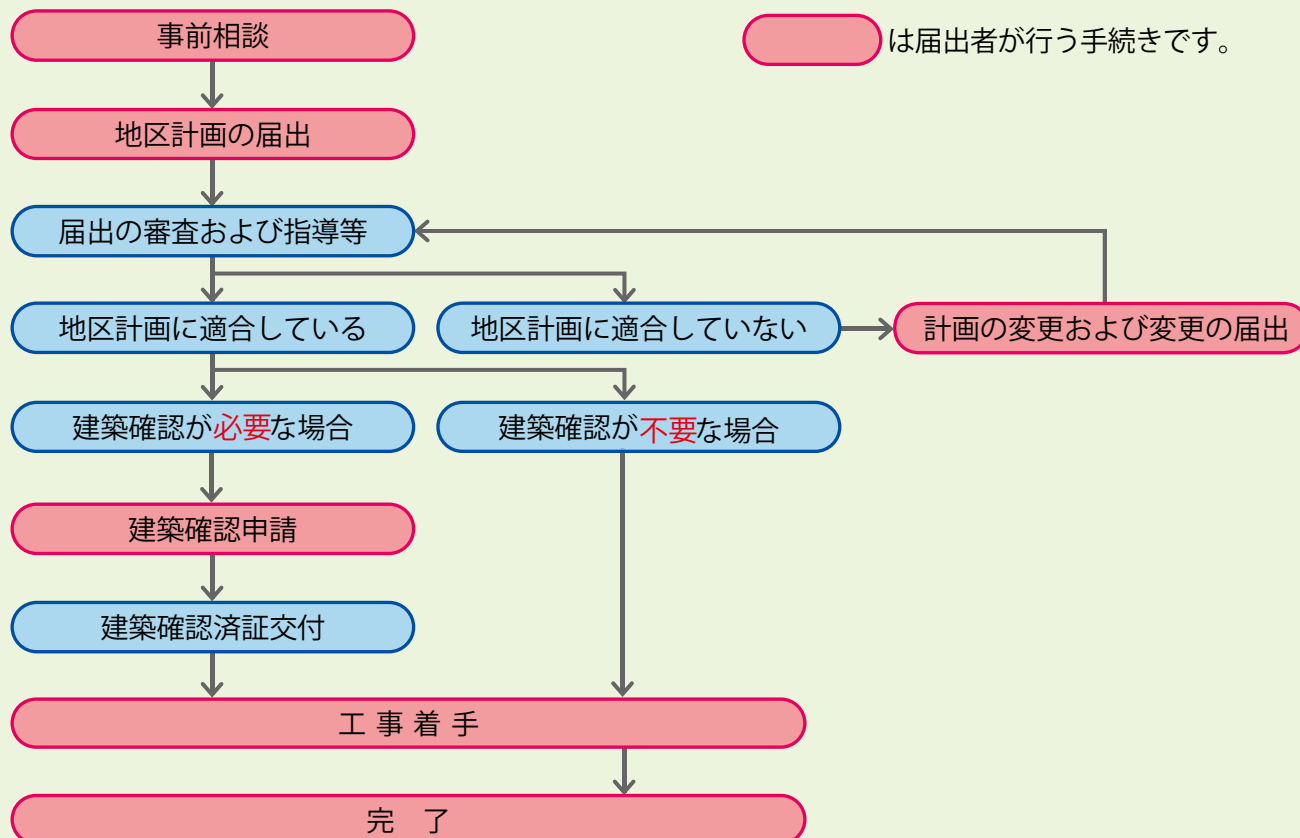 事前相談
は届出者が行う手続きです。
地区計画の届出
届出の審査および指導等
地区計画に適合している
地区計画に適合していない
計画の変更および変更の届出
建築確認が必要な場合
建築確認が不要な場合
建築確認申請
建築確認済証交付
工事着手
完　了